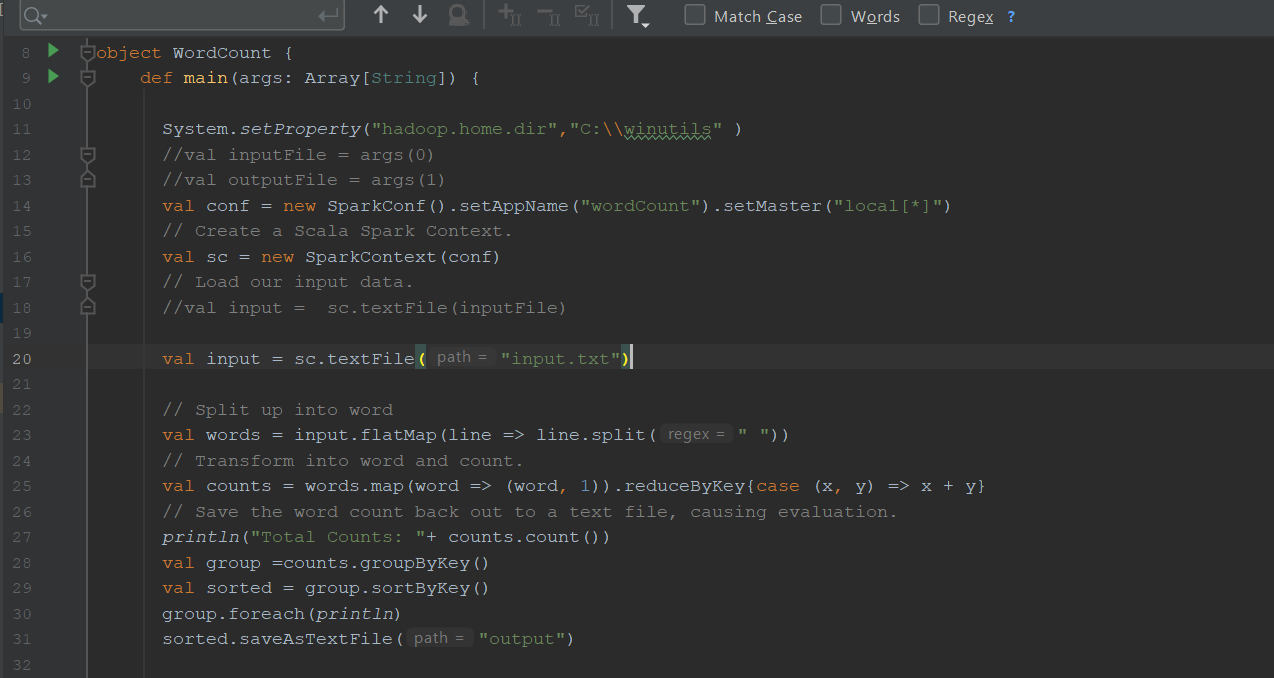 Match Case Words Regex ?
8 object WordCount {
9 def main(args: Array[String]) {
10
11 System.setProperty("hadoop.home.dir","C:\\winutils" )
12 //val inputFile = args(0)
13 //val outputFile = args(1)
14 val conf = new SparkConf().setAppName("wordCount").setMaster("local[*]")
15 // Create a Scala Spark Context.
16 val sc = new SparkContext(conf)
17 // Load our input data.
18 //val input =  sc.textFile(inputFile)
19
20 val input = sc.textFile( path = "input.txt")
21
22 // Split up into word
23 val words = input.flatMap(line => line.split( regex = " "))
24 // Transform into word and count.
25 val counts = words.map(word => (word, 1)).reduceByKey{case (x, y) => x + y}
26 // Save the word count back out to a text file, causing evaluation.
27 println("Total Counts: "+ counts.count())
28 val group =counts.groupByKey()
29 val sorted = group.sortByKey()
30 group.foreach(println)
31 sorted.saveAsTextFile( path = "output")
32